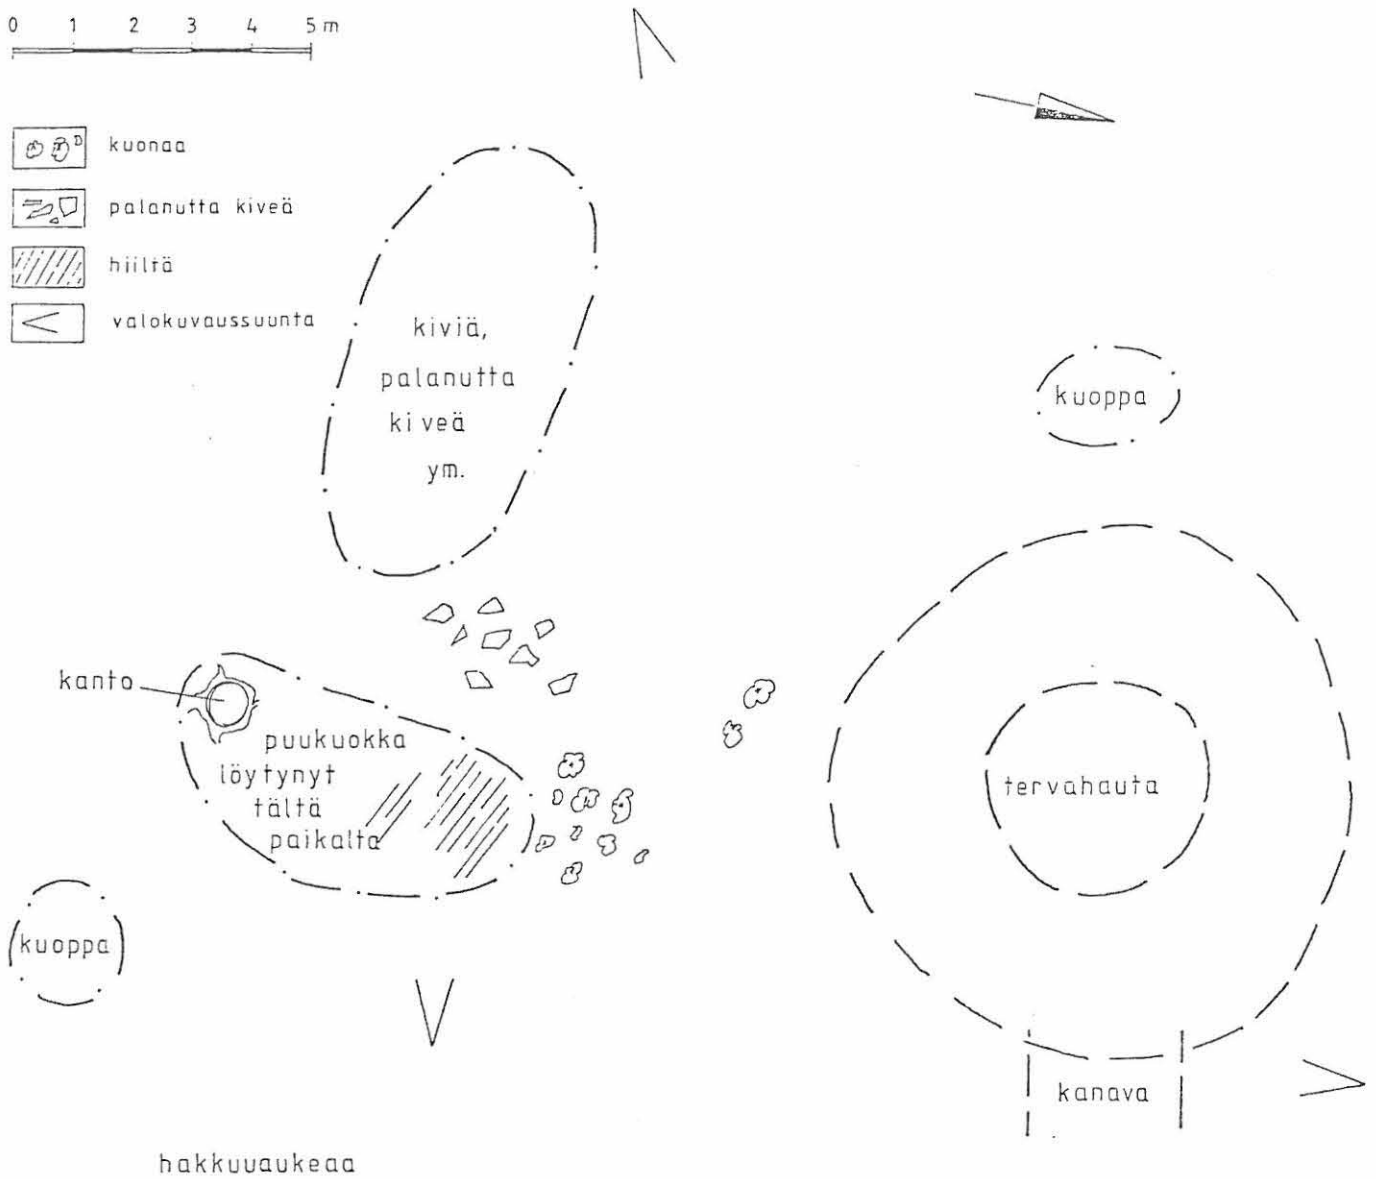 0 1 2 3 4 5 m
kuonaa
palanutta kiveä
hiiltä
valokuvaussuunta
kiviä,
palanutta
kiveä
ym.
kuoppa
kanto
puukuokka
löytynyt
tältä
paikalta
tervahauta
kuoppa
kanava
hakkuuaukeaa